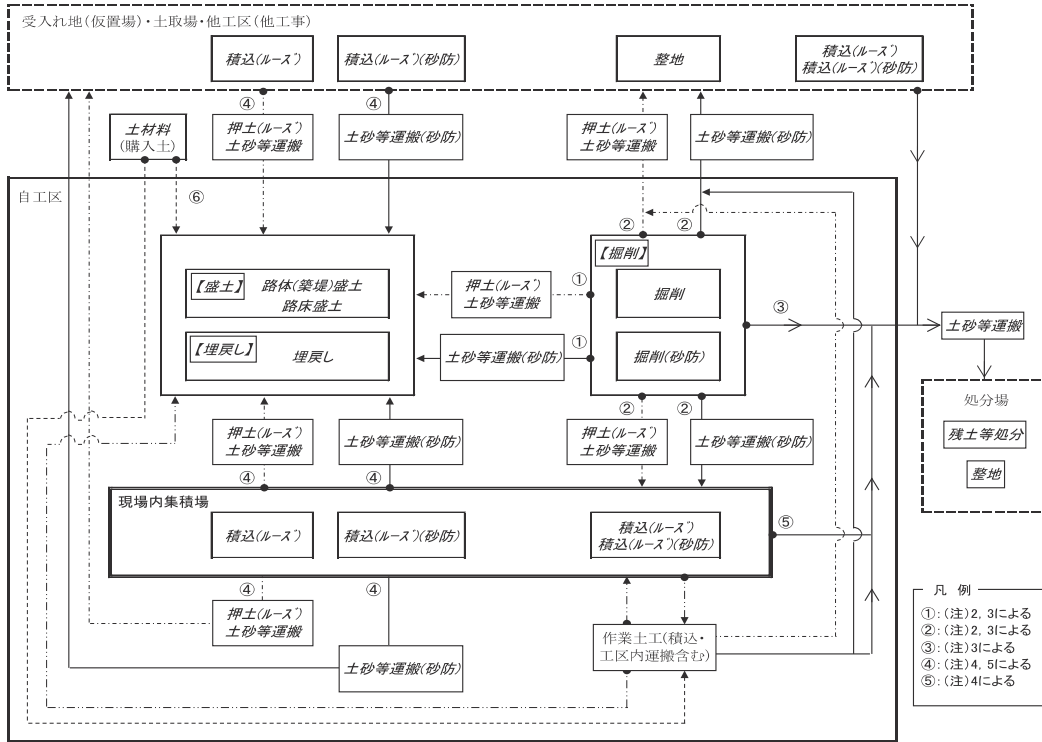 受入れ地(仮置場)・土取場・他工区(他工事)
積込(ルーズ)
積込(ルーズ)(砂防)
整地
積込(ルーズ)
積込(ルーズ)(砂防)
④
④
土材料
(購入土)
押土(ルーズ)
土砂等運搬
土砂等運搬(砂防)
押土(ルーズ)
土砂等運搬
土砂等運搬(砂防)
自工区
⑥
②
②
【掘削】
【盛土】
路体(築堤)盛土
路床盛土
押土(ルーズ)
土砂等運搬
①
掘削
③
土砂等運搬
【埋戻し】
埋戻し
土砂等運搬(砂防)
①
掘削(砂防)
処分場
残土等処分
整地
②
②
押土(ルーズ)
土砂等運搬
土砂等運搬(砂防)
押土(ルーズ)
土砂等運搬
土砂等運搬(砂防)
④
④
現場内集積場
⑤
積込(ルーズ)
積込(ルーズ)(砂防)
積込(ルーズ)
積込(ルーズ)(砂防)
④
④
押土(ルーズ)
土砂等運搬
作業土工(積込・
工区内運搬含む)
土砂等運搬(砂防)
凡 例
①:(注)2, 3による
②:(注)2, 3による
③:(注)3による
④:(注)4, 5による
⑤:(注)4による